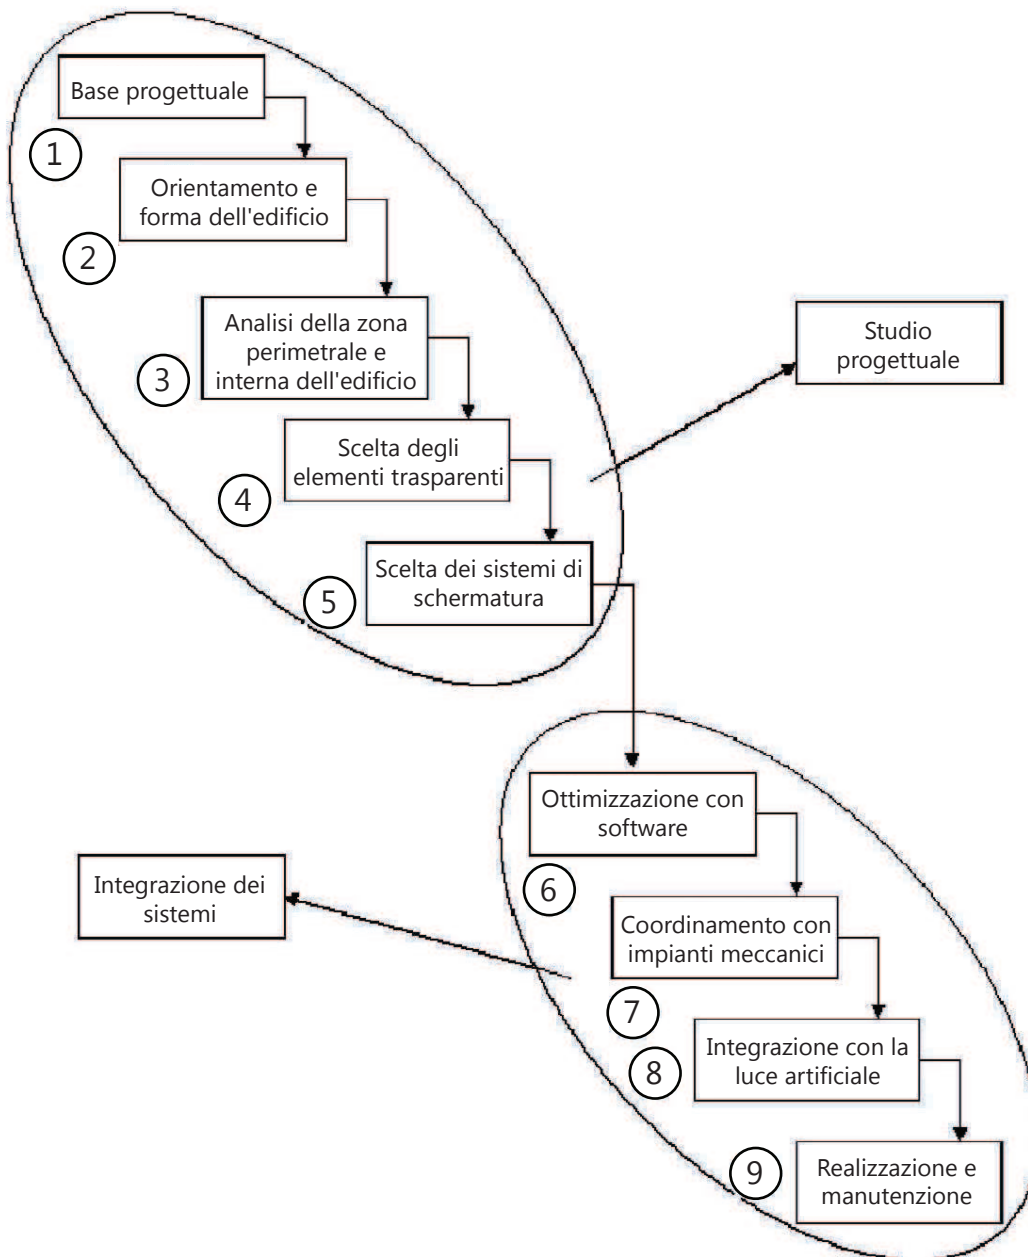 Base progettuale
1
Orientamento e
forma dell'edificio
2
Analisi della zona
perimetrale e
interna dell'edificio
3
Studio
progettuale
Scelta degli
elementi trasparenti
4
Scelta dei sistemi di
schermatura
5
Ottimizzazione con
software
6
Integrazione dei
sistemi
Coordinamento con
impianti meccanici
7
Integrazione con la
luce artificiale
8
Realizzazione e
manutenzione
9